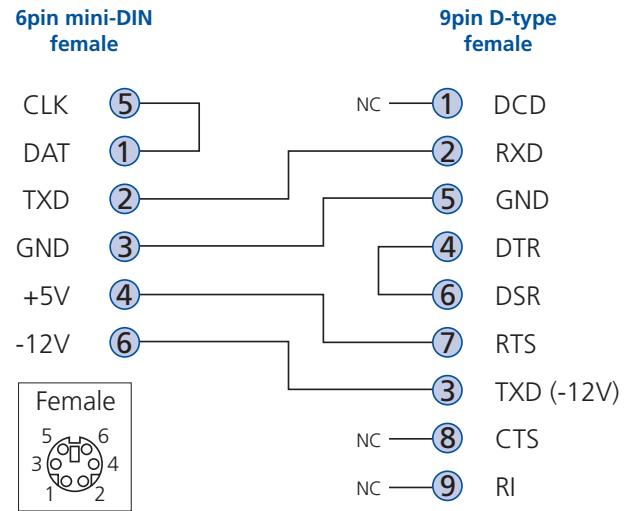 6pin mini-DIN
female
9pin D-type
female
CLK 5
NC 1 DCD
DAT 1
2 RXD
TXD 2
5 GND
GND 3
4 DTR
+5V 4
6 DSR
-12V 6
7 RTS
3 TXD (-12V)
NC 8 CTS
NC 9 RI
Female
5 6
3 4
1 2